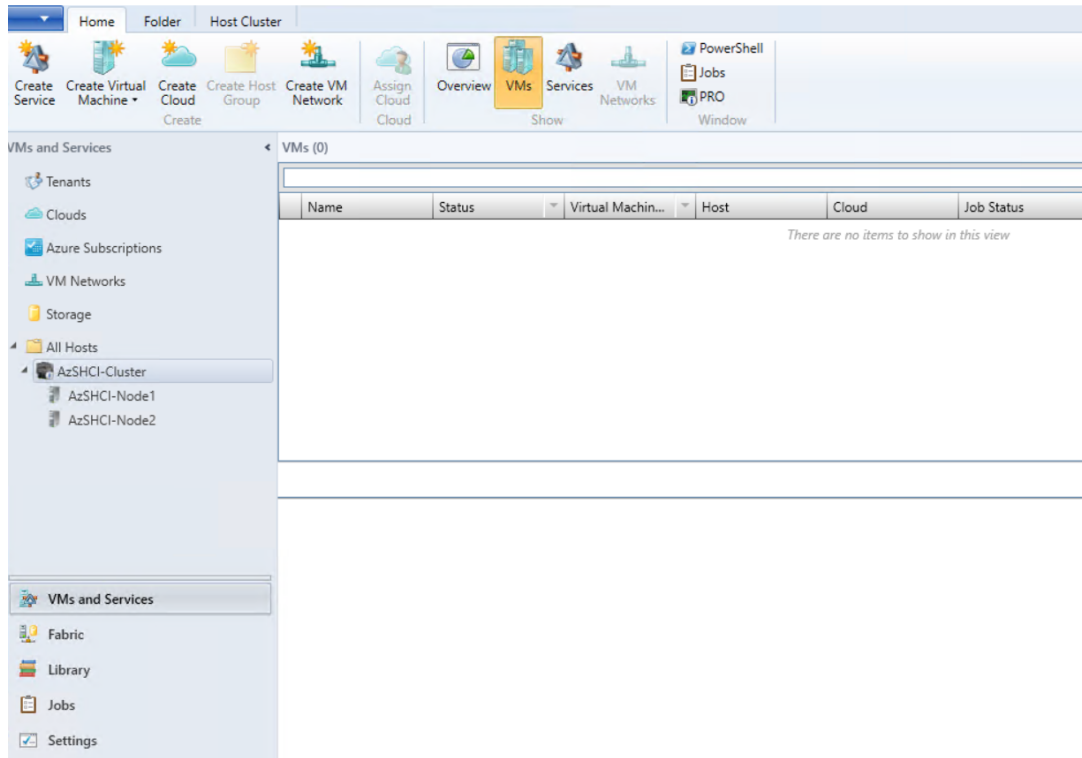 Home Folder Host Cluster
Create Service
Create Virtual Machine
Create Cloud
Create Host Group
Create VM Network
Assign Cloud
Overview
VMs
Services
VM Networks
PowerShell
Jobs
PRO
Create Cloud Show Window
VMs and Services
VMs (0)
Tenants
Clouds
Azure Subscriptions
VM Networks
Storage
All Hosts
AzSHCI-Cluster
AzSHCI-Node1
AzSHCI-Node2
Name Status Virtual Machin... Host Cloud Job Status
There are no items to show in this view
VMs and Services
Fabric
Library
Jobs
Settings